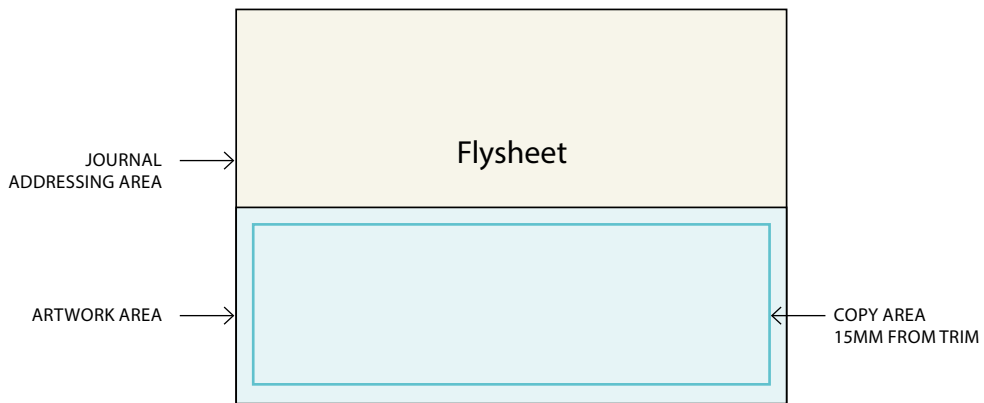 Flysheet
JOURNAL
ADDRESSING AREA
ARTWORK AREA
COPY AREA
15MM FROM TRIM